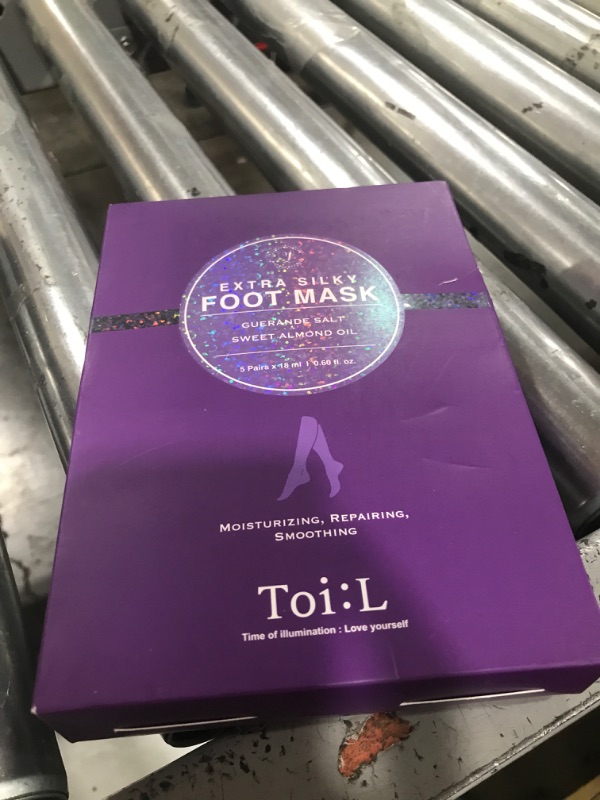 EXTRA SILKY
FOOT MASK
GUERANDE SALT
SWEET ALMOND OIL
5 Pairs x 18 ml | 0.60 fl. oz.
MOISTURIZING, REPAIRING,
SMOOTHING
Toi:L
Time of illumination : Love yourself